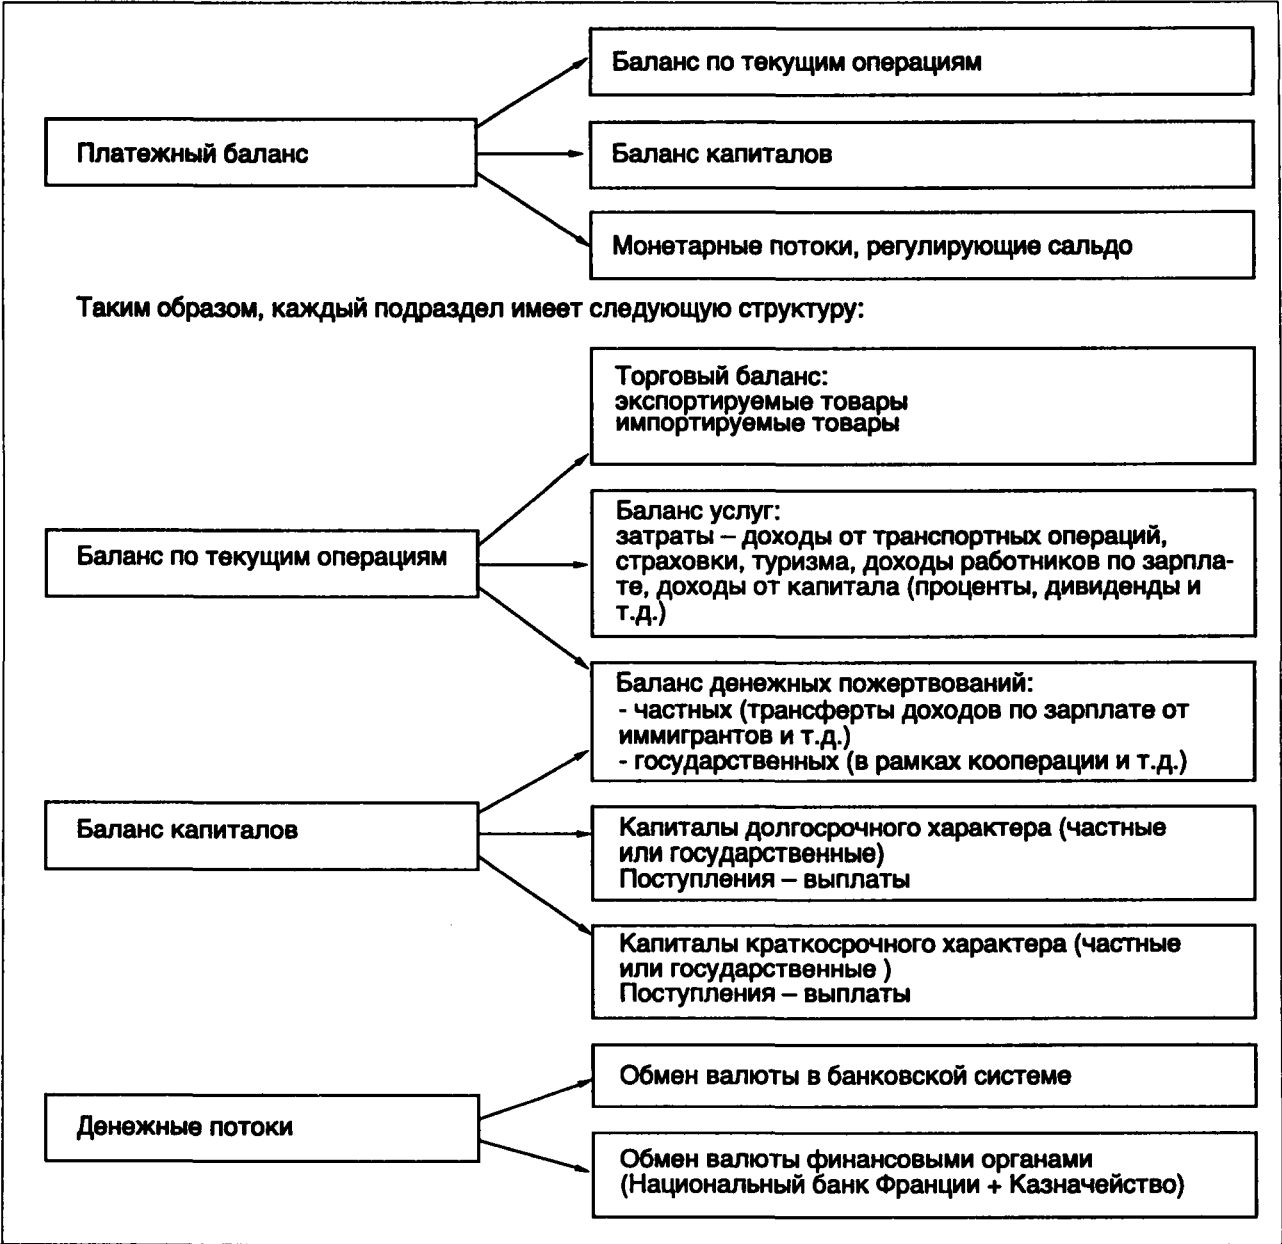 Баланс по текущим операциям
Платежный баланс
Баланс капиталов
Монетарные потоки, регулирующие сальдо
Таким образом, каждый подраздел имеет следующую структуру:
Торговый баланс:
экспортируемые товары
импортируемые товары
Баланс по текущим операциям
Баланс услуг:
затраты – доходы от транспортных операций,
страховки, туризма, доходы работников по зарпла-
те, доходы от капитала (проценты, дивиденды и
т.д.)
Баланс денежных пожертвований:
- частных (трансферты доходов по зарплате от
иммигрантов и т.д.)
- государственных (в рамках кооперации и т.д.)
Баланс капиталов
Капиталы долгосрочного характера (частные
или государственные)
Поступления – выплаты
Капиталы краткосрочного характера (частные
или государственные )
Поступления – выплаты
Обмен валюты в банковской системе
Денежные потоки
Обмен валюты финансовыми органами
(Национальный банк Франции + Казначейство)